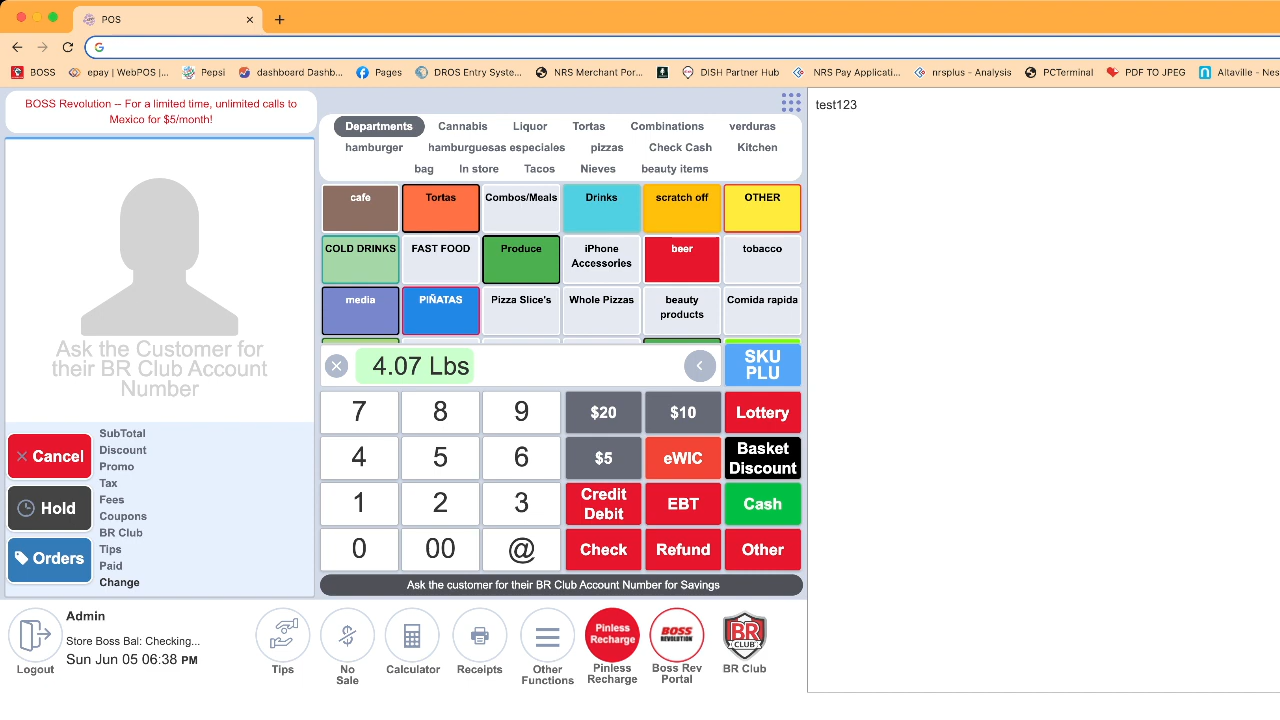 POS
BOSS
epay | WebPOS |...
Pepsi
dashboard Dashb...
Pages
DROS Entry Syste...
NRS Merchant Por...
DISH Partner Hub
NRS Pay Applicati...
nrsplus - Analysis
PCTerminal
PDF TO JPEG
Altaville - Nes
BOSS Revolution -- For a limited time, unlimited calls to
Mexico for $5/month!
Ask the Customer for
their BR Club Account
Number
Cancel
Hold
Orders
SubTotal
Discount
Promo
Tax
Fees
Coupons
BR Club
Tips
Paid
Change
Departments
Cannabis
Liquor
Tortas
Combinations
verduras
hamburger
hamburguesas especiales
pizzas
Check Cash
Kitchen
bag
In store
Tacos
Nieves
beauty items
cafe
Tortas
Combos/Meals
Drinks
scratch off
OTHER
COLD DRINKS
FAST FOOD
Produce
iPhone
Accessories
beer
tobacco
media
PIÑATAS
Pizza Slice's
Whole Pizzas
beauty
products
Comida rapida
4.07 Lbs
SKU
PLU
7
8
9
$20
$10
Lottery
4
5
6
$5
eWIC
Basket
Discount
1
2
3
Credit
Debit
EBT
Cash
0
00
@
Check
Refund
Other
Ask the customer for their BR Club Account Number for Savings
Logout
Admin
Store Boss Bal: Checking...
Sun Jun 05 06:38 PM
Tips
No
Sale
Calculator
Receipts
Other
Functions
Pinless
Recharge
Pinless
Recharge
BOSS
REVOLUTION
Boss Rev
Portal
BR
CLUB
BR Club
test123